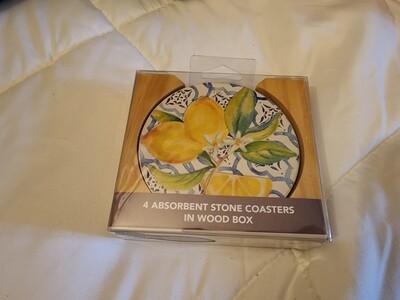 4 ABSORBENT STONE COASTERS
IN WOOD BOX